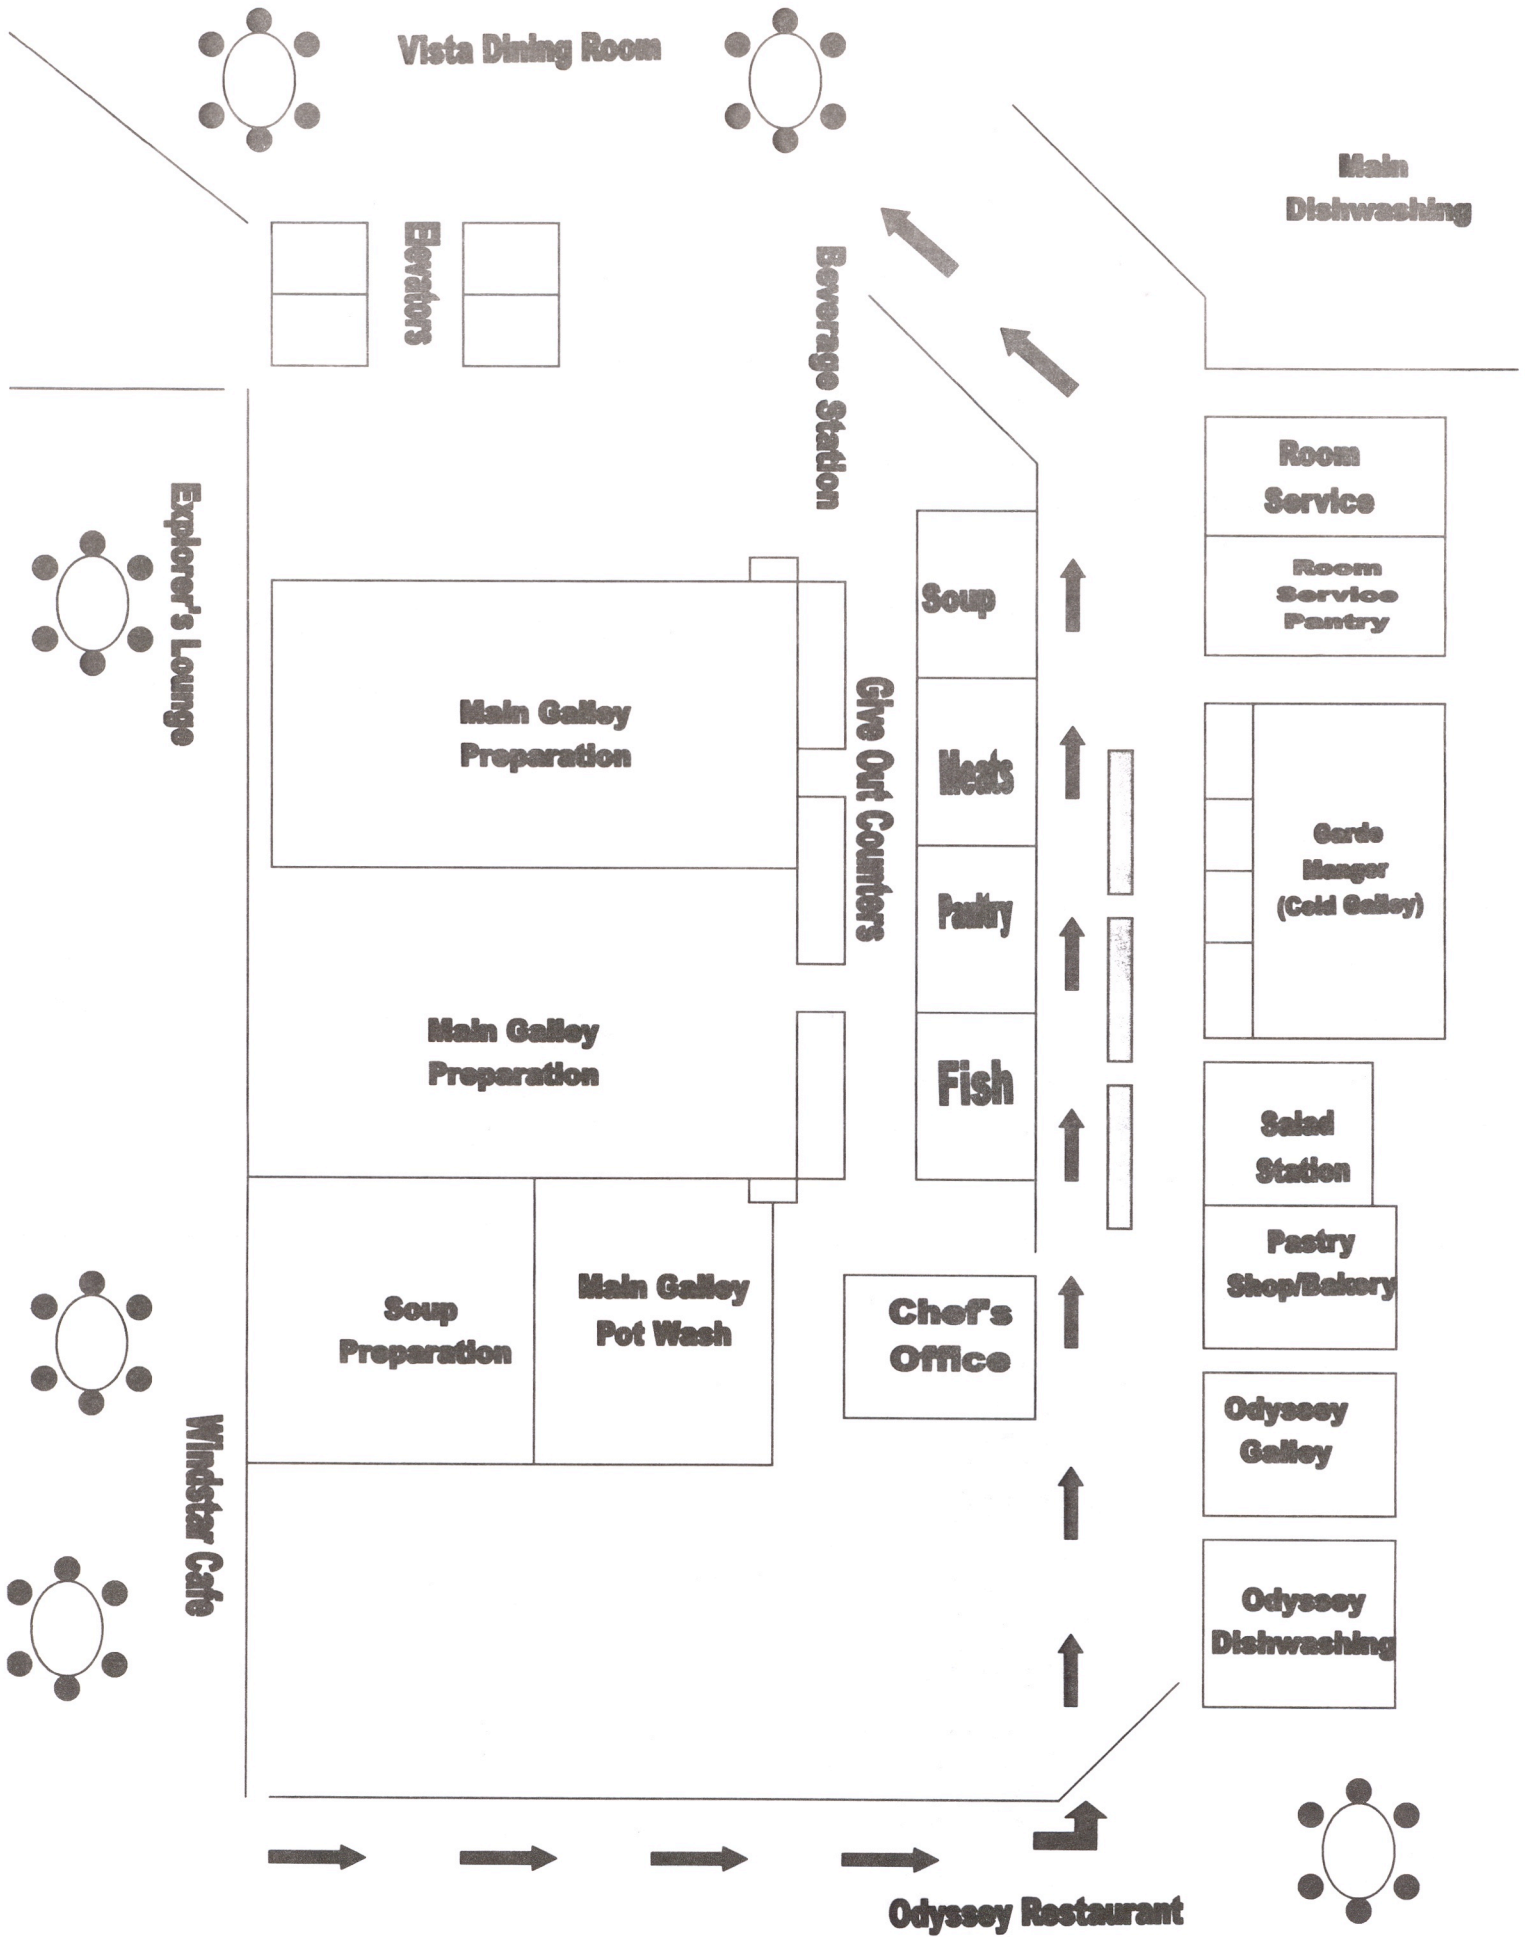 Vista Dining Room
Main
Dishwashing
Elevators
Beverage Station
Room
Service
Room
Service
Pantry
Explorer's Lounge
Soup
Main Galley
Preparation
Give Out Counters
Meats
Garde
Manger
(Cold Galley)
Paultry
Main Galley
Preparation
Fish
Salad
Station
Pastry
Shop/Bakery
Soup
Preparation
Main Galley
Pot Wash
Chef's
Office
Odyssey
Galley
Windstar Cafe
Odyssey
Dishwashing
Odyssey Restaurant